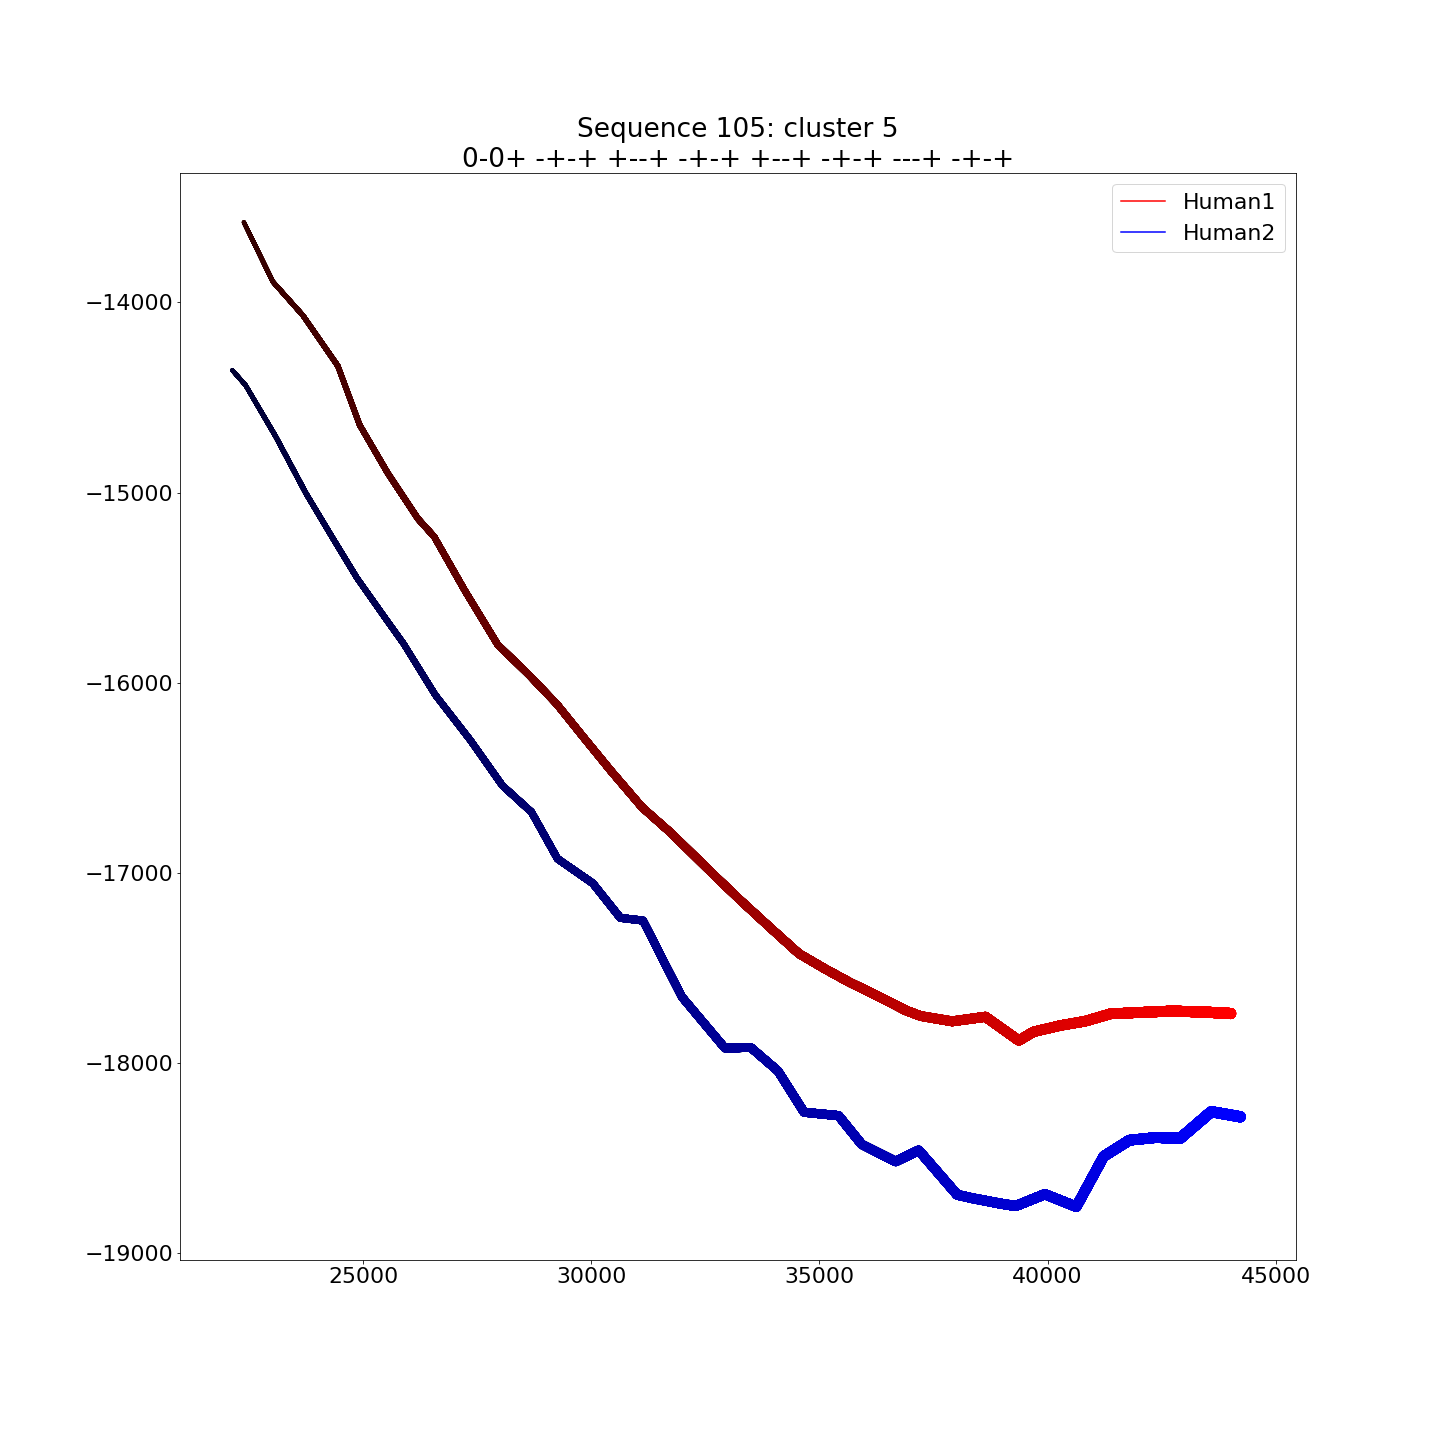 Sequence 105: cluster 5
0-0+ -+-+ +--+ -+-+ +--+ -+-+ ---+ -+-+
Human1
Human2
−14000
−15000
−16000
−17000
−18000
−19000
25000 30000 35000 40000 45000